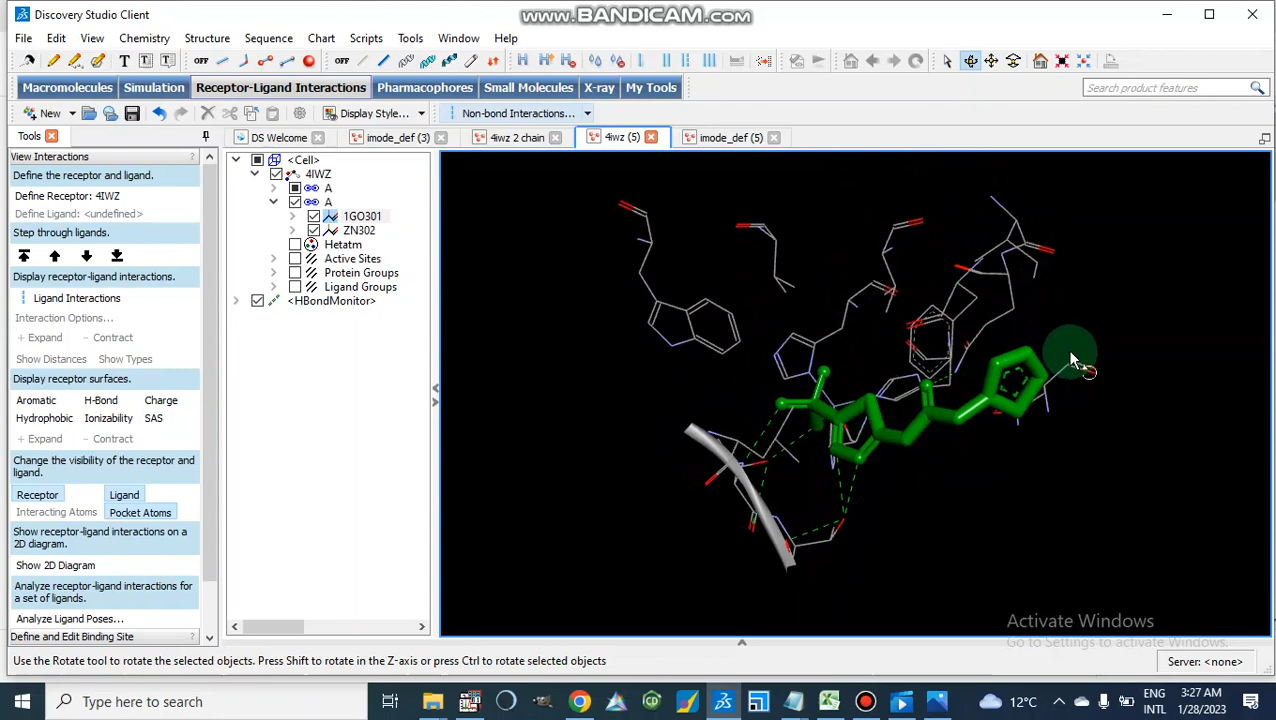 Discovery Studio Client
www.BANDICAM.com
File Edit View Chemistry Structure Sequence Chart Scripts Tools Window Help
OFF OFF
Macromolecules Simulation Receptor-Ligand Interactions Pharmacophores Small Molecules X-ray My Tools
Search product features
New Display Style... Non-bond Interactions...
Tools
DS Welcome imode_def (3) 4iwz 2 chain 4iwz (5) imode_def (5)
View Interactions
Define the receptor and ligand.
Define Receptor: 4IWZ
Define Ligand: <undefined>
Step through ligands.
Display receptor-ligand interactions.
Ligand Interactions
Interaction Options...
+ Expand - Contract
Show Distances Show Types
Display receptor surfaces.
Aromatic H-Bond Charge
Hydrophobic Ionizability SAS
+ Expand - Contract
Change the visibility of the receptor and
ligand.
Receptor Ligand
Interacting Atoms Pocket Atoms
Show receptor-ligand interactions on a
2D diagram.
Show 2D Diagram
Analyze receptor-ligand interactions for
a set of ligands.
Analyze Ligand Poses...
Define and Edit Binding Site
<Cell>
4IWZ
A
A
1GO301
ZN302
Hetatm
Active Sites
Protein Groups
Ligand Groups
<HBondMonitor>
Activate Windows
Go to Settings to activate Windows.
Use the Rotate tool to rotate the selected objects. Press Shift to rotate in the Z-axis or press Ctrl to rotate selected objects
Server: <none>
Type here to search
12°C
ENG
INTL
3:27 AM
1/28/2023